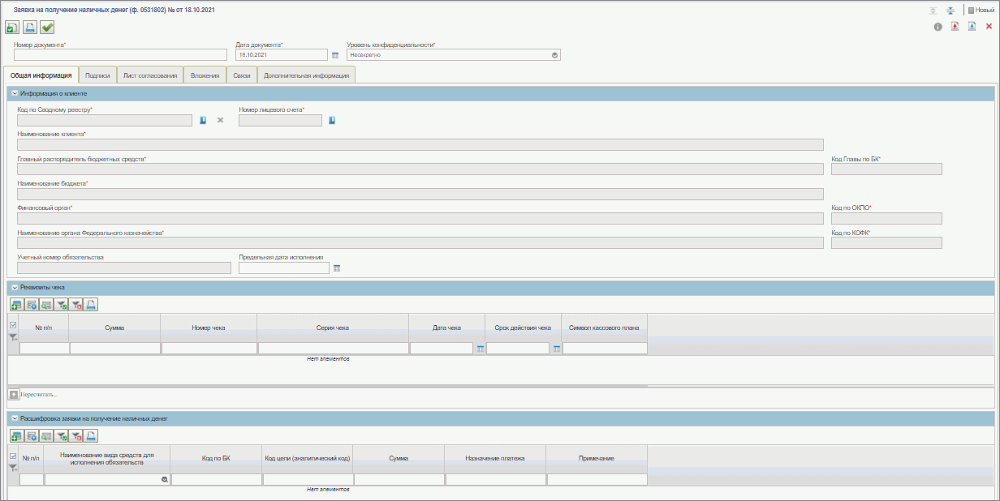 Заявка на получение наличных денег (ф. 0531802) № от 18.10.2021
Новый
Номер документа*
Дата документа*
Уровень конфиденциальности*
18.10.2021
Несекретно
Общая информация
Подписи
Лист согласования
Вложения
Связи
Дополнительная информация
Информация о клиенте
Код по Сводному реестру*
Номер лицевого счета*
Наименование клиента*
Главный распорядитель бюджетных средств*
Код Главы по БК*
Наименование бюджета*
Финансовый орган*
Код по ОКПО*
Наименование органа Федерального казначейства*
Код по КОФК*
Учетный номер обязательства
Предельная дата исполнения
Реквизиты чека
№ п/п
Сумма
Номер чека
Серия чека
Дата чека
Срок действия чека
Символ кассового плана
Нет элементов
Пересчитать...
Расшифровка заявки на получение наличных денег
№ п/п
Наименование вида средств для
исполнения обязательств
Код по БК
Код цели (аналитический код)
Сумма
Назначение платежа
Примечание
Нет элементов